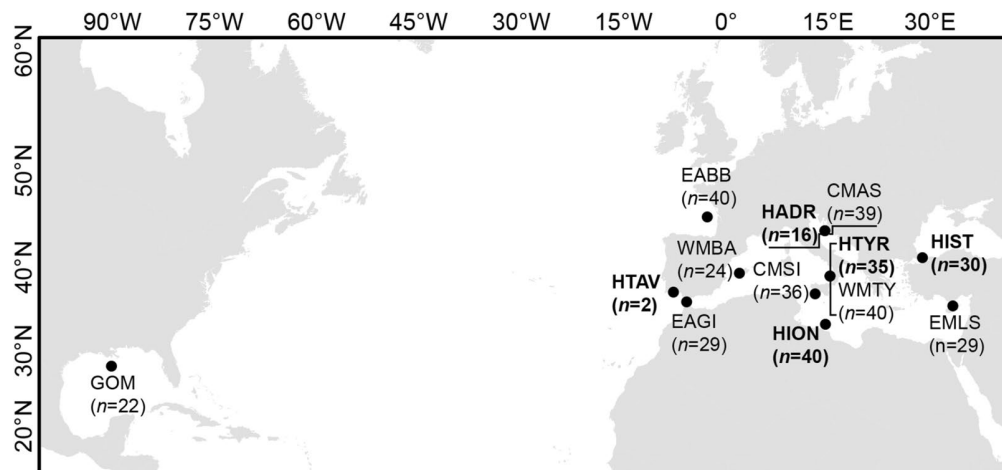 90°W 75°W 60°W 45°W 30°W 15°W 0° 15°E 30°E
60°N
50°N
40°N
30°N
20°N
EABB
(n=40)
CMAS
(n=39)
HADR
(n=16)
HTYR
(n=35)
HIST
(n=30)
WMBA
(n=24)
CMSI
(n=36)
WMTY
(n=40)
HTAV
(n=2)
EAGI
(n=29)
HION
(n=40)
EMLS
(n=29)
GOM
(n=22)